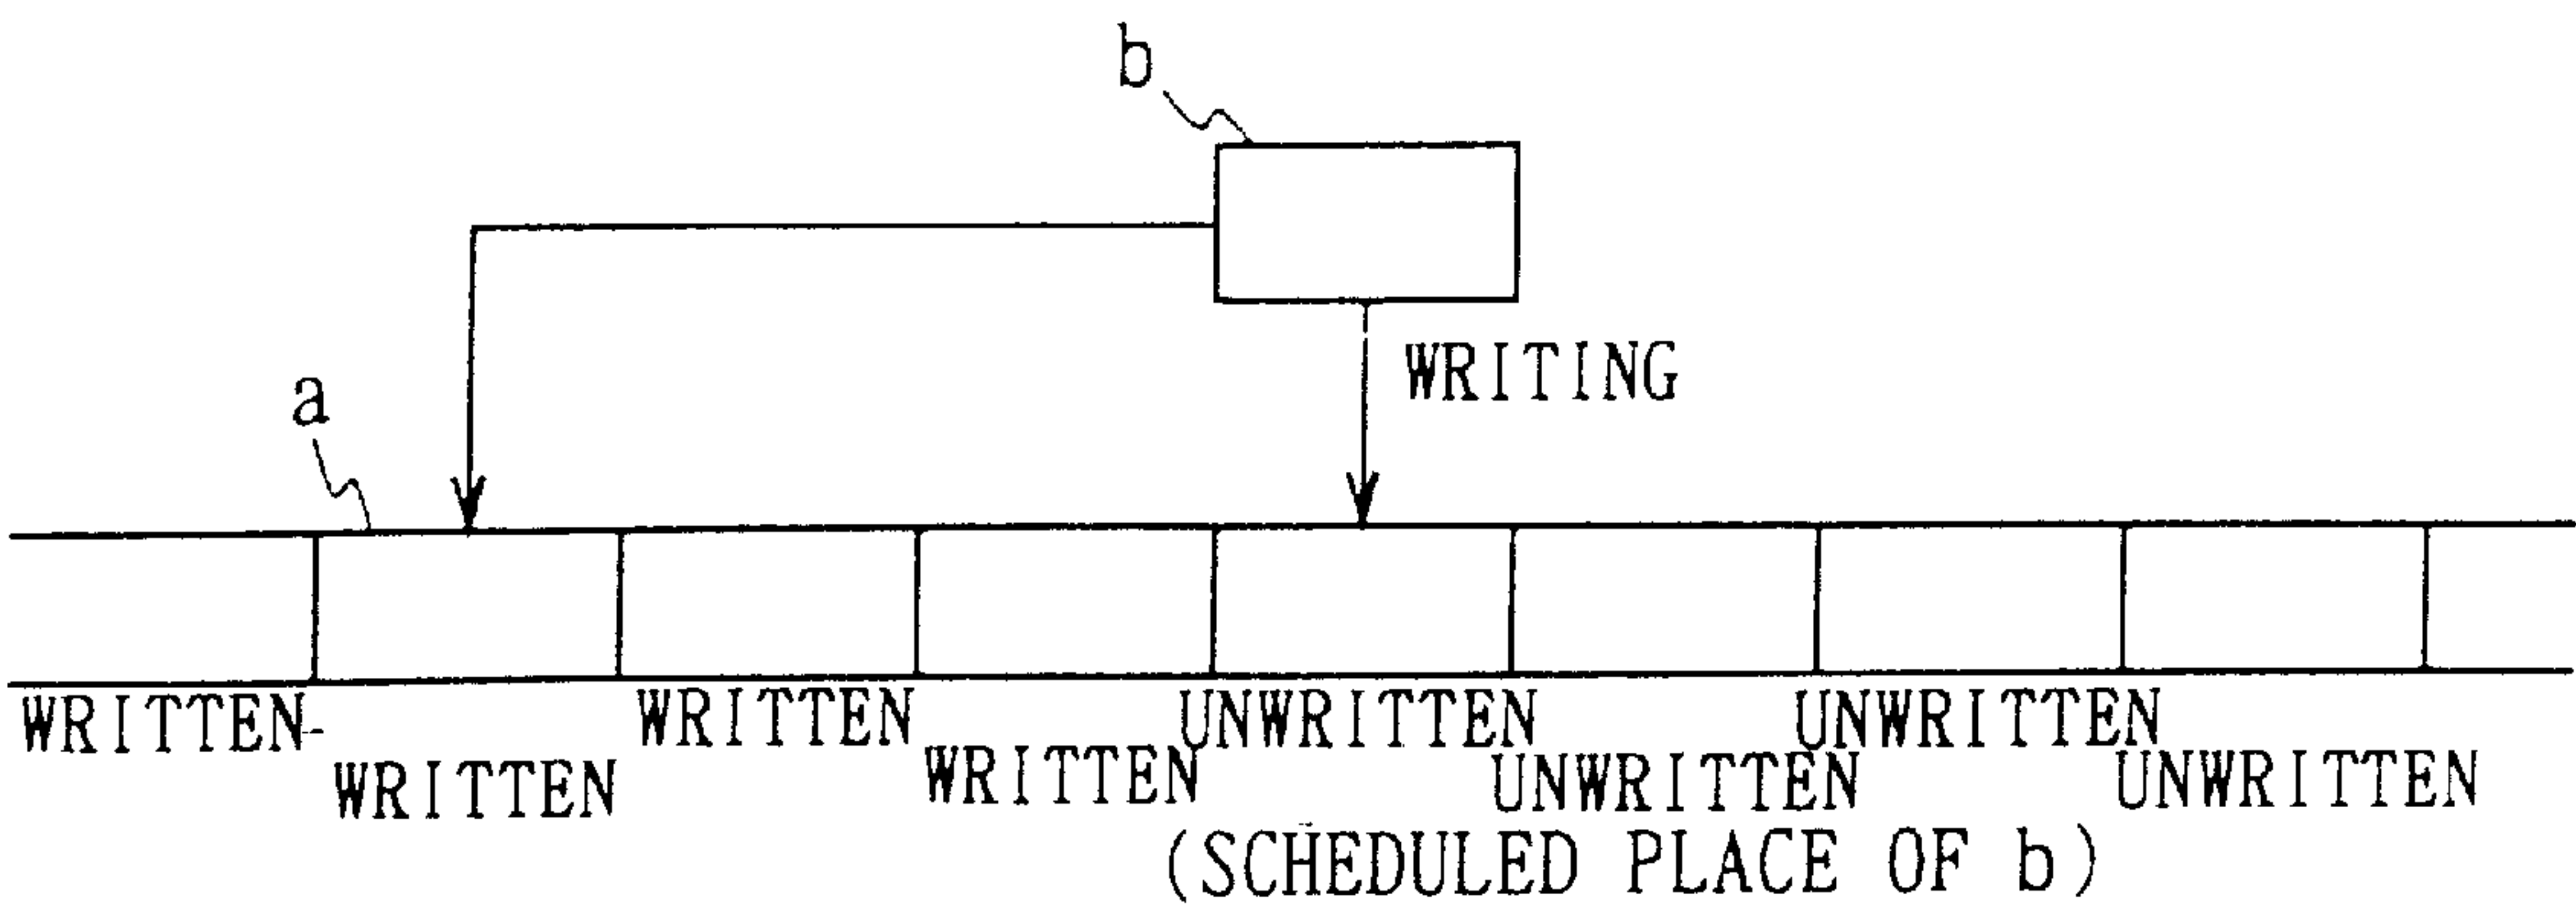 b
WRITING
a
WRITTEN WRITTEN UNWRITTEN UNWRITTEN
WRITTEN WRITTEN UNWRITTEN UNWRITTEN
(SCHEDULED PLACE OF b)